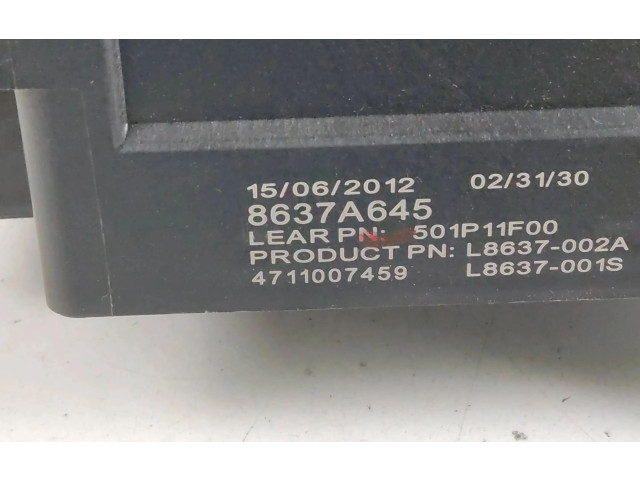 15/06/2012 02/31/30
8637A645
LEAR PN: 501P11F00
PRODUCT PN: L8637-002A
4711007459 L8637-001S